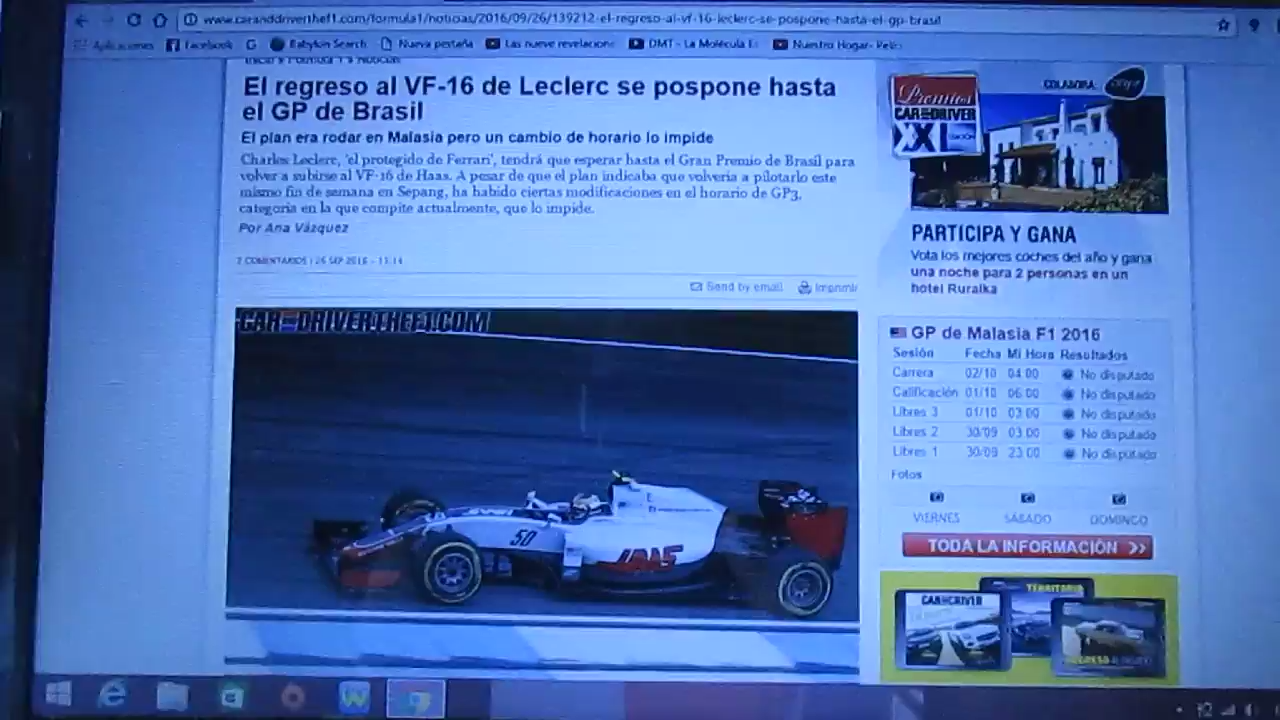 www.caranddriverthef1.com/formula1/noticias/2016/09/26/139212-el-regreso-al-vf-16-leclerc-se-pospone-hasta-el-gp-brasil
Aplicaciones Facebook G Babylon Search Nueva pestaña Las nueve revelacione DMT - La Molécula Es Nuestro Hogar- Pelíc
El regreso al VF-16 de Leclerc se pospone hasta
el GP de Brasil
El plan era rodar en Malasia pero un cambio de horario lo impide
Charles Leclerc, 'el protegido de Ferrari', tendrá que esperar hasta el Gran Premio de Brasil para
volver a subirse al VF-16 de Haas. A pesar de que el plan indicaba que volvería a pilotarlo este
mismo fin de semana en Sepang, ha habido ciertas modificaciones en el horario de GP3,
categoría en la que compite actualmente, que lo impide.
Por Ana Vázquez
2 COMENTARIOS | 26 SEP 2016 - 11:14
Send by email Imprimir
CAR AND DRIVERTHEF1.COM
50
HAAS
COLABORA:
Premios
CAR AND DRIVER
XXI EDICIÓN
PARTICIPA Y GANA
Vota los mejores coches del año y gana
una noche para 2 personas en un
hotel Ruralka
GP de Malasia F1 2016
Sesión Fecha Mi Hora Resultados
Carrera 02/10 04:00 No disputado
Calificación 01/10 06:00 No disputado
Libres 3 01/10 03:00 No disputado
Libres 2 30/09 03:00 No disputado
Libres 1 30/09 23:00 No disputado
Fotos
VIERNES SÁBADO DOMINGO
TODA LA INFORMACIÓN >>
CAR AND DRIVER
TERRITORIO